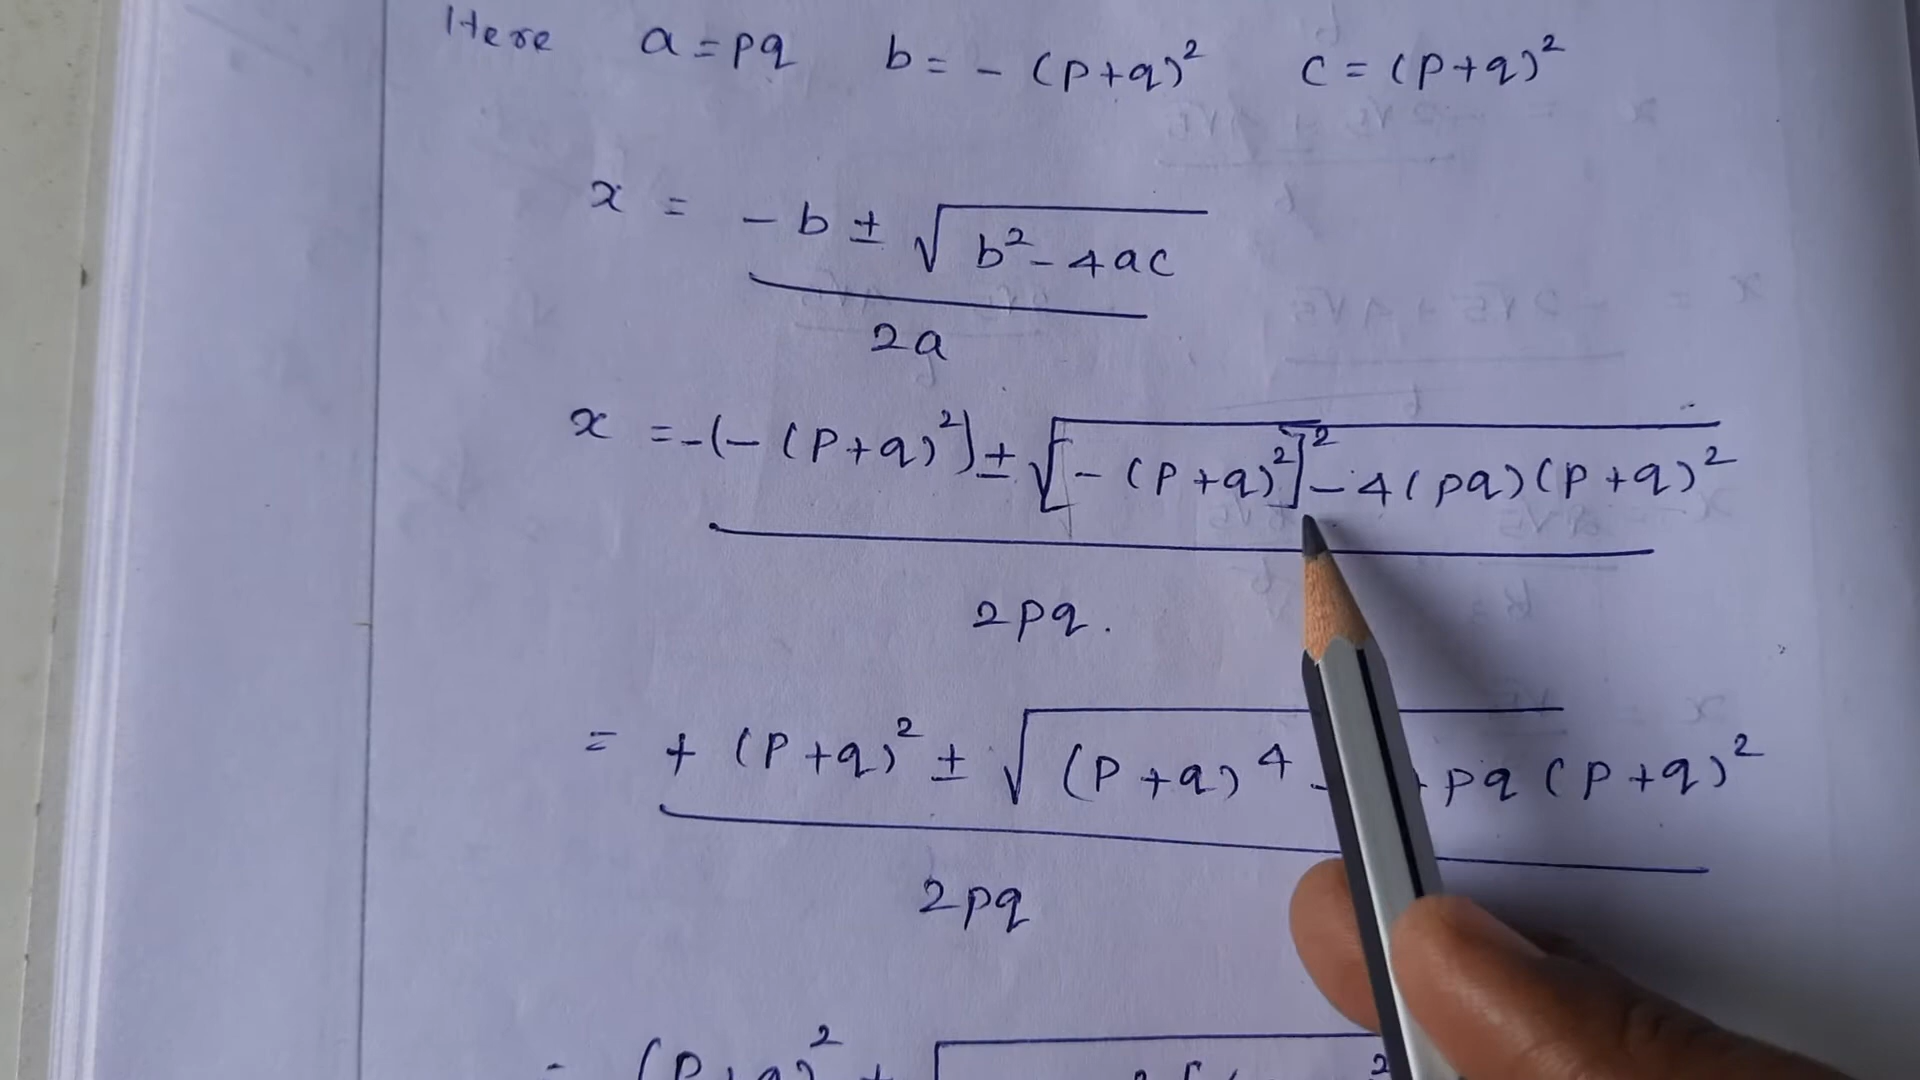 Here a = pq b = - (p+q)² c = (p+q)²
x = -b ± √b² - 4ac
2a
x = -(-(p+q)²) ± √[-(p+q)²]² - 4(pq)(p+q)²
2pq.
= + (p+q)² ± √(p+q)⁴ pq (p+q)²
2pq